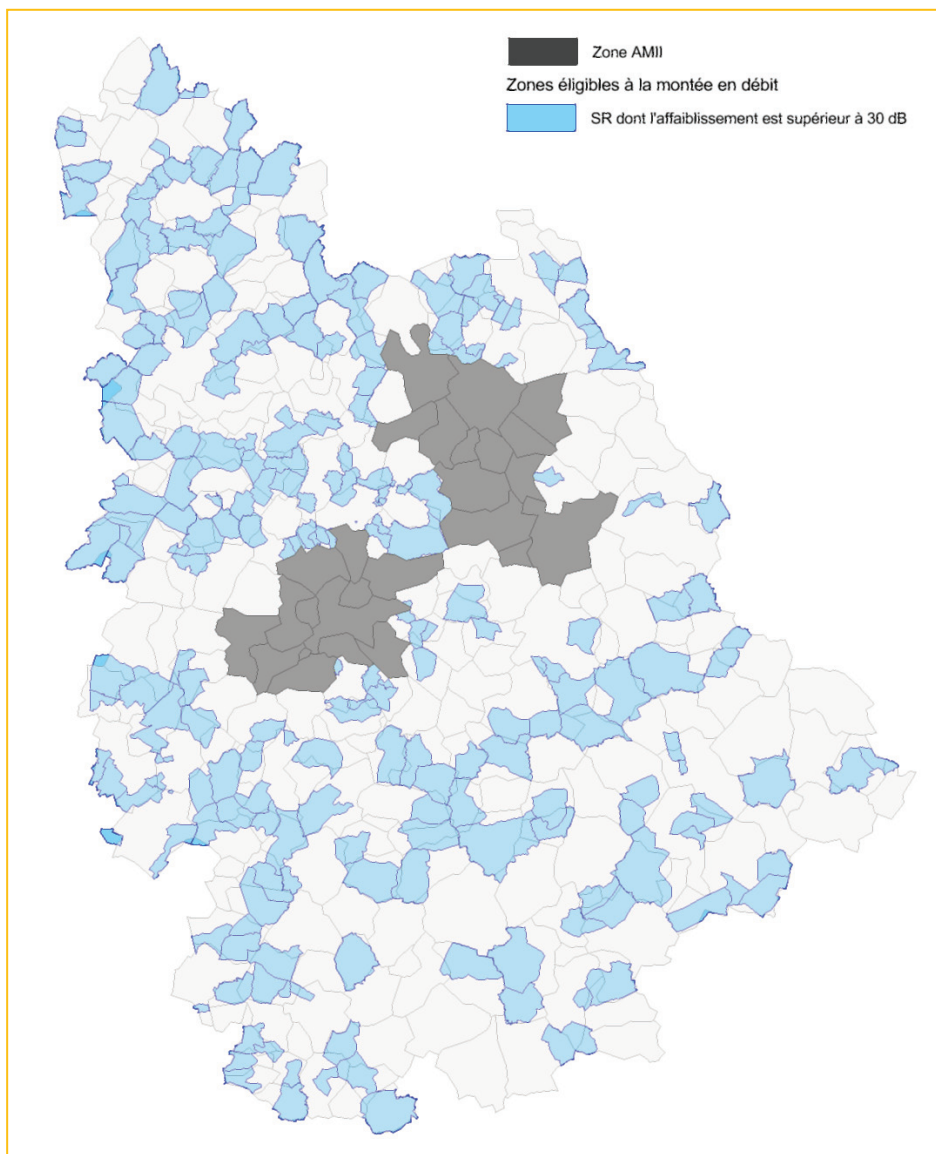 Zone AMII
Zones éligibles à la montée en débit
SR dont l'affaiblissement est supérieur à 30 dB